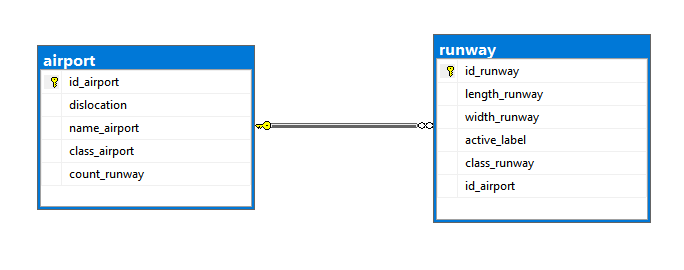 airport
id_airport
dislocation
name_airport
class_airport
count_runway
runway
id_runway
length_runway
width_runway
active_label
class_runway
id_airport